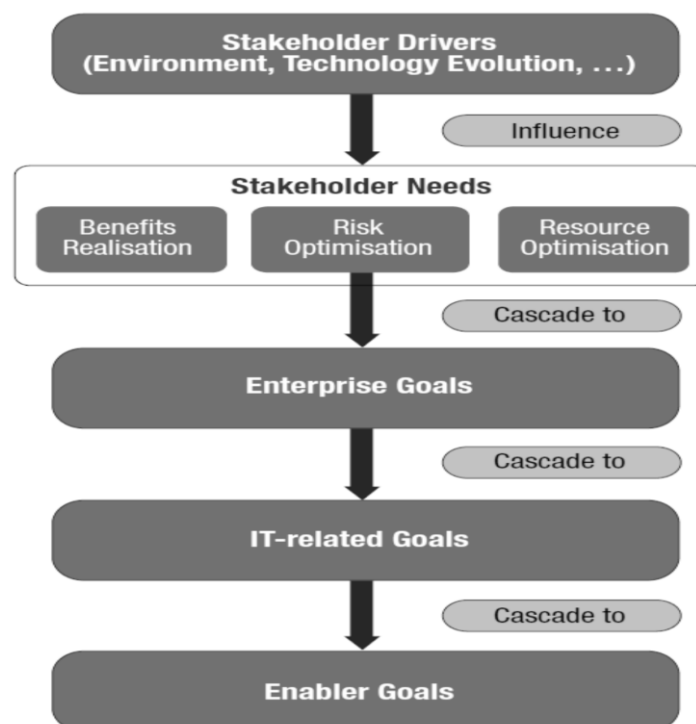 Stakeholder Drivers
(Environment, Technology Evolution, …)
Influence
Stakeholder Needs
Benefits
Realisation
Risk
Optimisation
Resource
Optimisation
Cascade to
Enterprise Goals
Cascade to
IT-related Goals
Cascade to
Enabler Goals